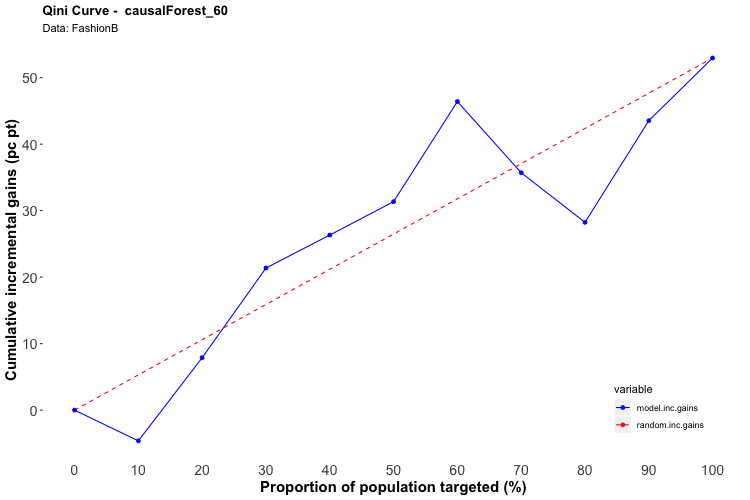 Qini Curve -  causalForest_60
Data: FashionB
Cumulative incremental gains (pc pt)
50
40
30
20
10
0
variable
model.inc.gains
random.inc.gains
0 10 20 30 40 50 60 70 80 90 100
Proportion of population targeted (%)